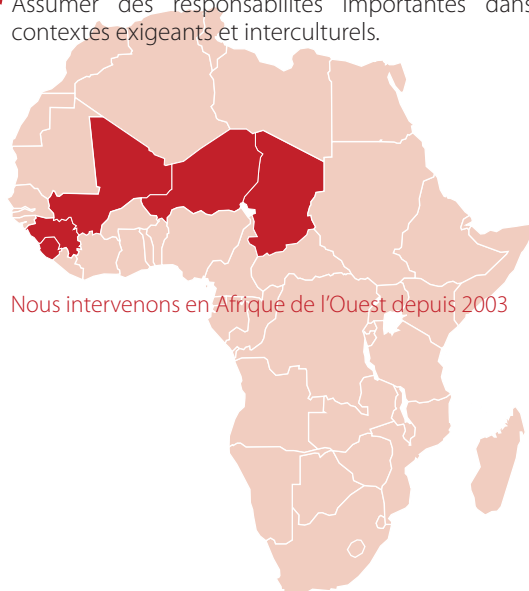 Assumer des responsabilités importantes dans
contextes exigeants et interculturels.
Nous intervenons en Afrique de l'Ouest depuis 2003